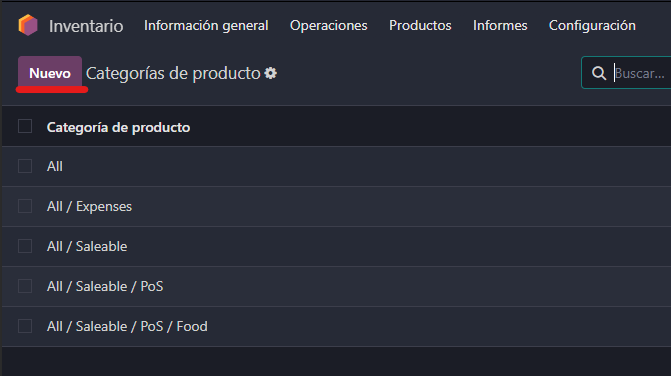 Inventario Información general Operaciones Productos Informes Configuración
Nuevo Categorías de producto Buscar...
Categoría de producto
All
All / Expenses
All / Saleable
All / Saleable / PoS
All / Saleable / PoS / Food